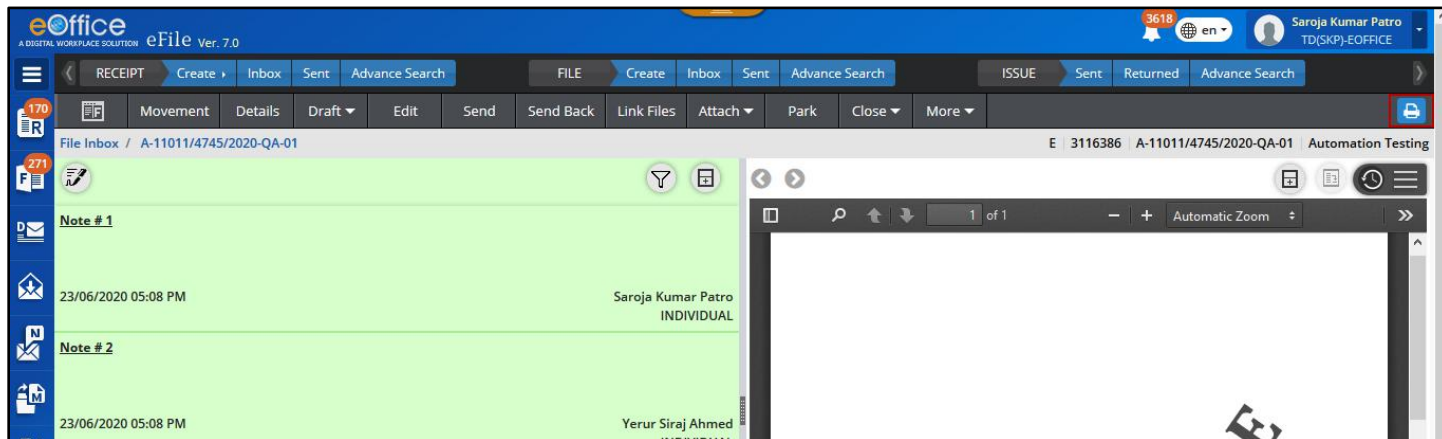 eOffice
A DIGITAL WORKPLACE SOLUTION eFile Ver. 7.0
3618 en Saroja Kumar Patro
TD(SKP)-EOFFICE
RECEIPT Create Inbox Sent Advance Search FILE Create Inbox Sent Advance Search ISSUE Sent Returned Advance Search
170 R F Movement Details Draft Edit Send Send Back Link Files Attach Park Close More
File Inbox / A-11011/4745/2020-QA-01 E 3116386 A-11011/4745/2020-QA-01 Automation Testing
271 F
Note # 1 1 of 1 Automatic Zoom
D
23/06/2020 05:08 PM Saroja Kumar Patro
INDIVIDUAL
N
Note # 2
M
23/06/2020 05:08 PM Yerur Siraj Ahmed
E